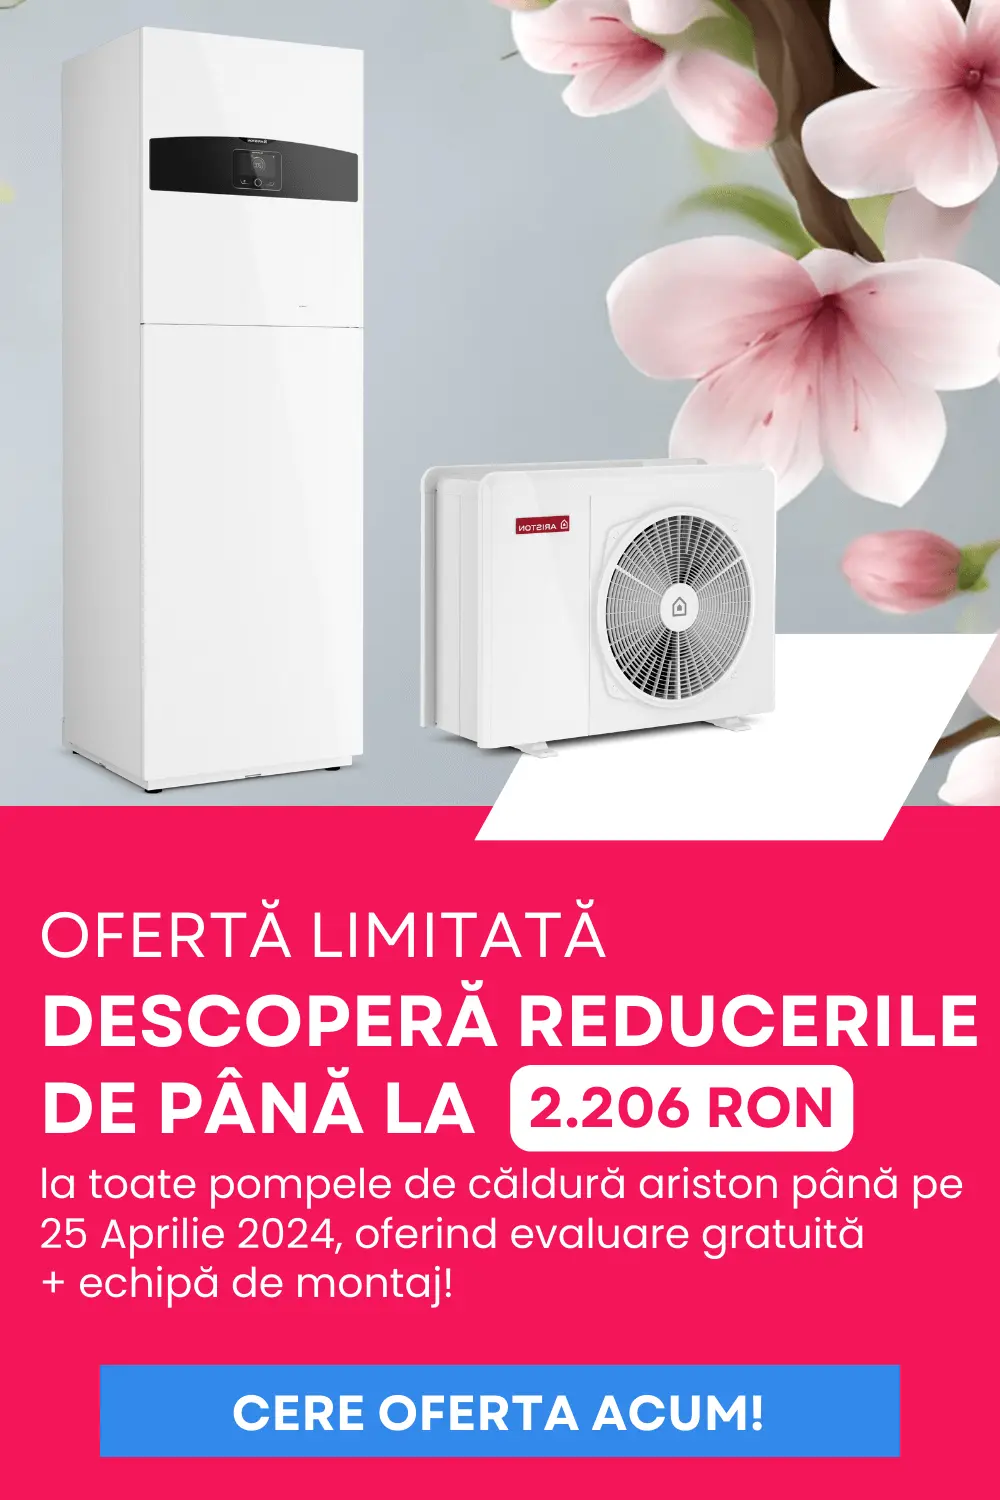 ARISTON
OFERTĂ LIMITATĂ
DESCOPERĂ REDUCERILE
DE PÂNĂ LA 2.206 RON
la toate pompele de căldură ariston până pe
25 Aprilie 2024, oferind evaluare gratuită
+ echipă de montaj!
CERE OFERTA ACUM!